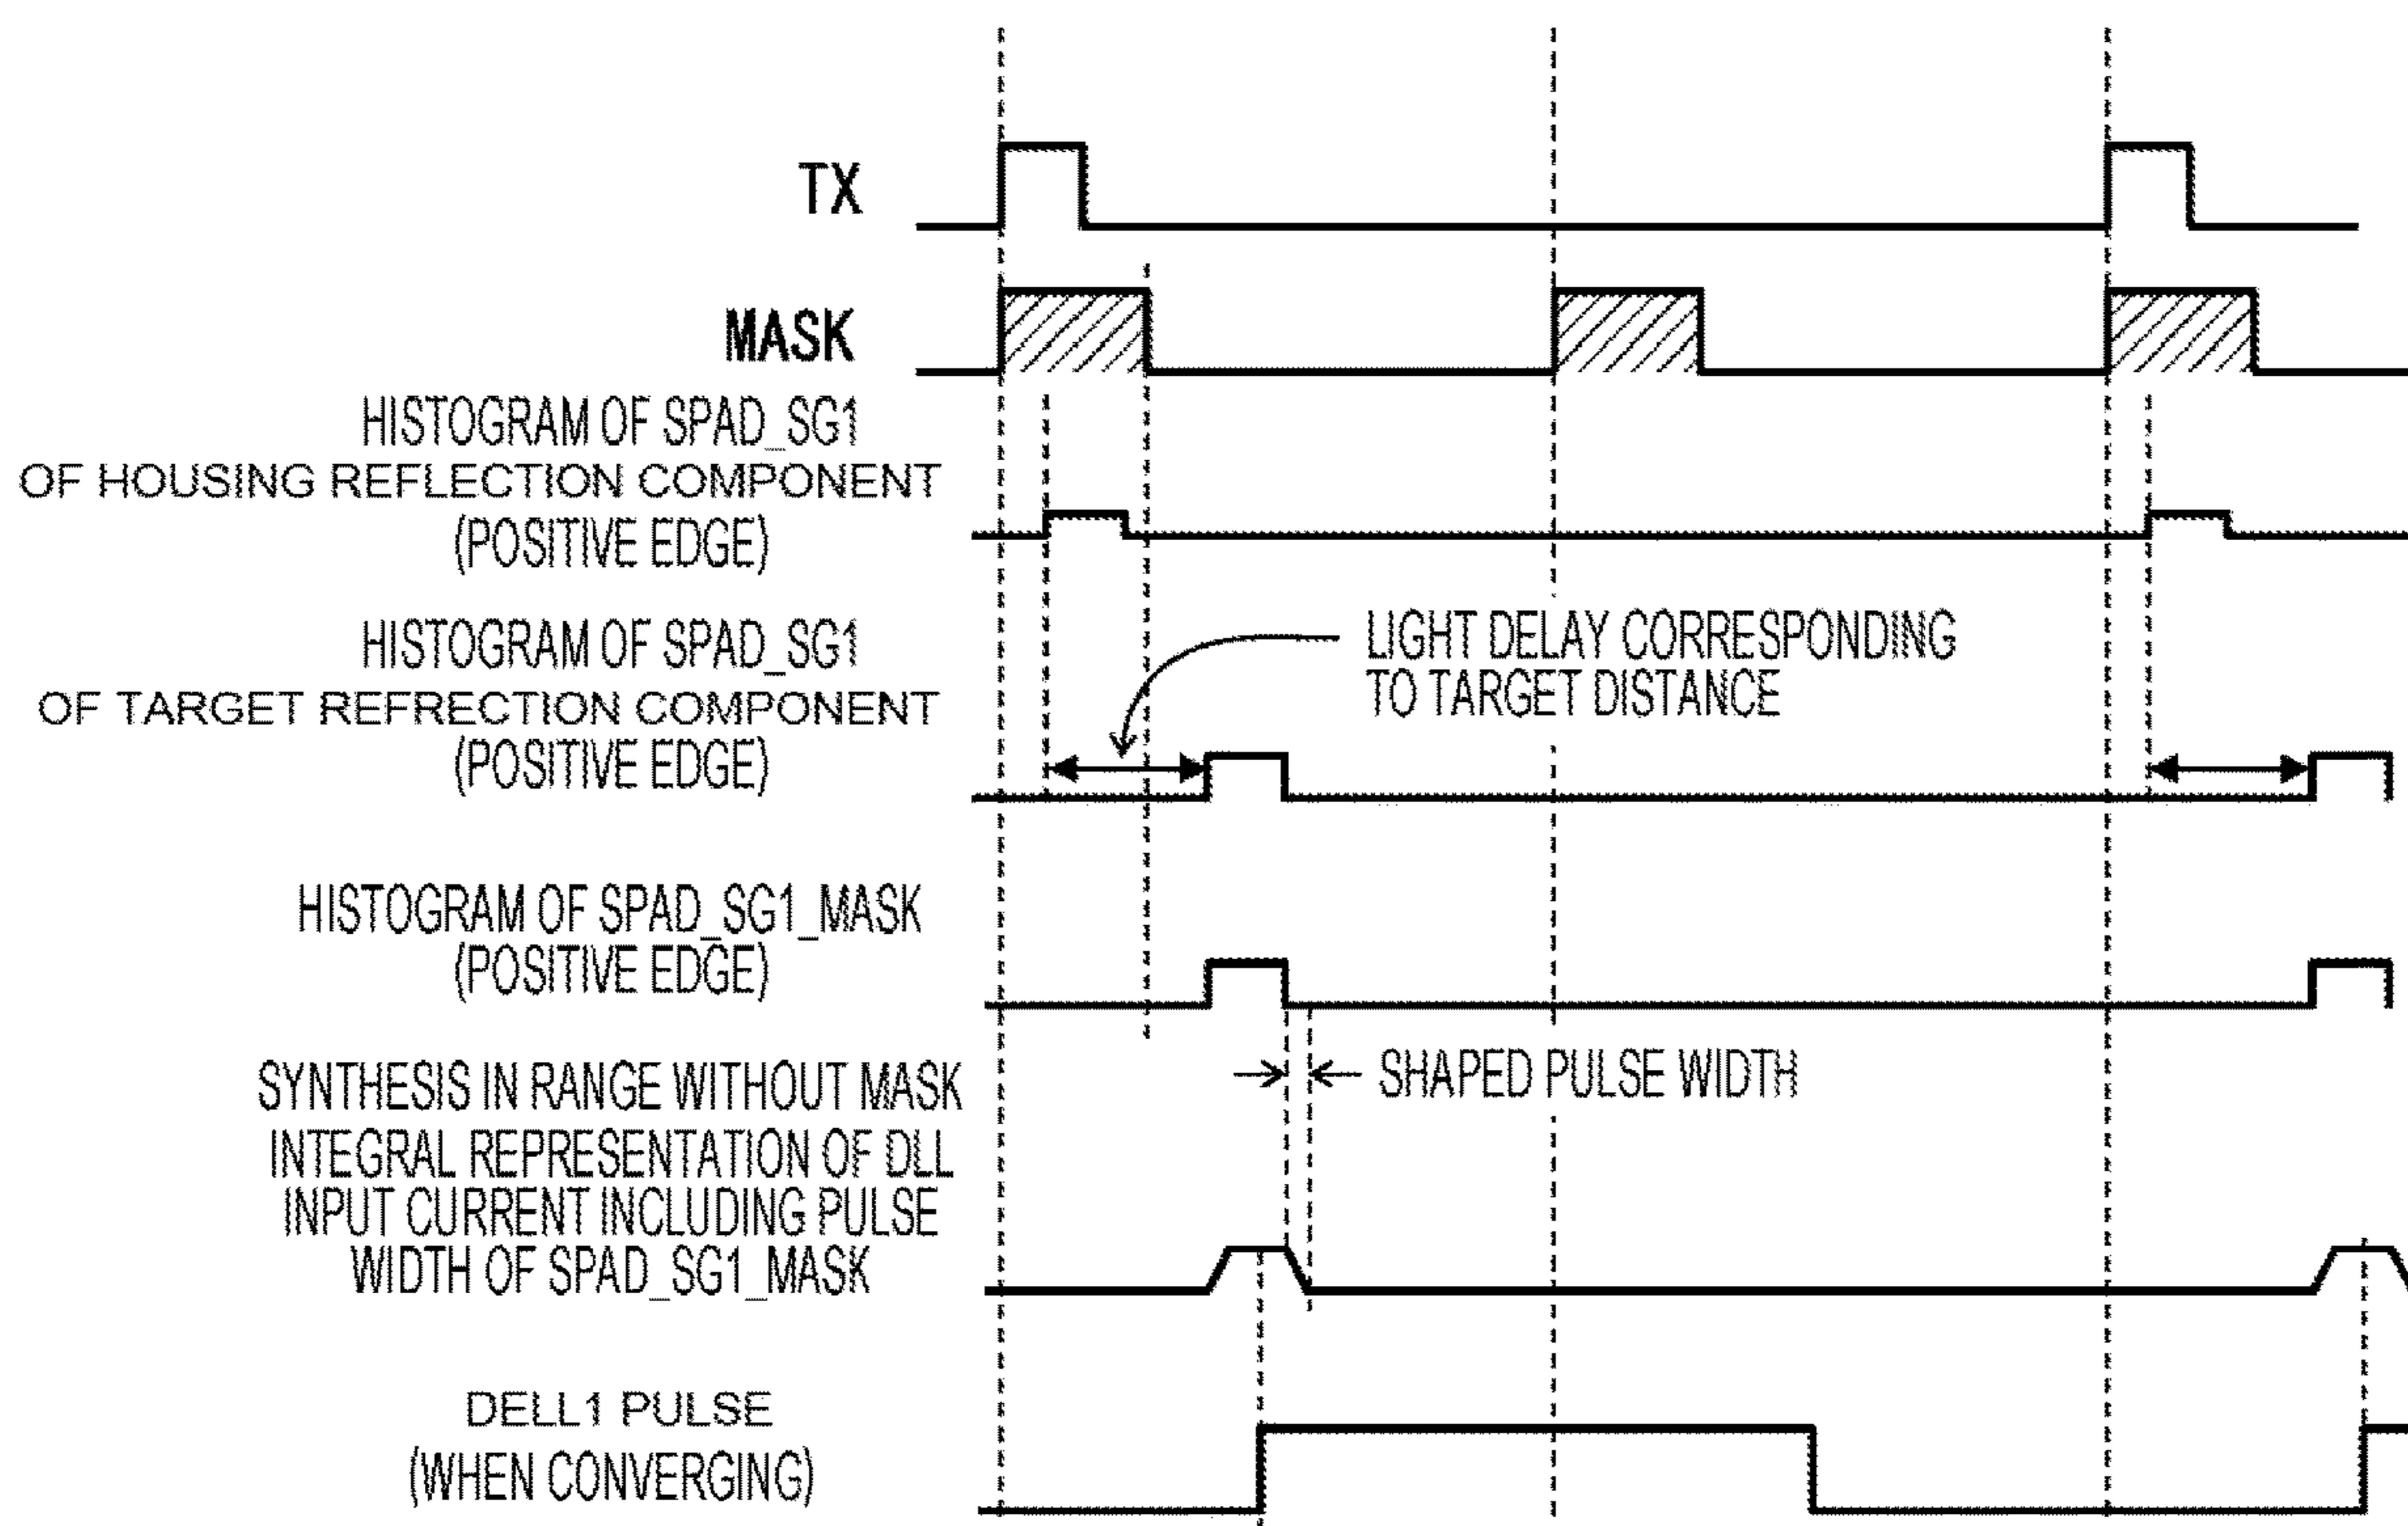 TX
MASK
HISTOGRAM OF SPAD_SG1
OF HOUSING REFLECTION COMPONENT
(POSITIVE EDGE)
HISTOGRAM OF SPAD_SG1
OF TARGET REFRECTION COMPONENT
(POSITIVE EDGE)
LIGHT DELAY CORRESPONDING
TO TARGET DISTANCE
HISTOGRAM OF SPAD_SG1_MASK
(POSITIVE EDGE)
SHAPED PULSE WIDTH
SYNTHESIS IN RANGE WITHOUT MASK
INTEGRAL REPRESENTATION OF DLL
INPUT CURRENT INCLUDING PULSE
WIDTH OF SPAD_SG1_MASK
DELL1 PULSE
(WHEN CONVERGING)